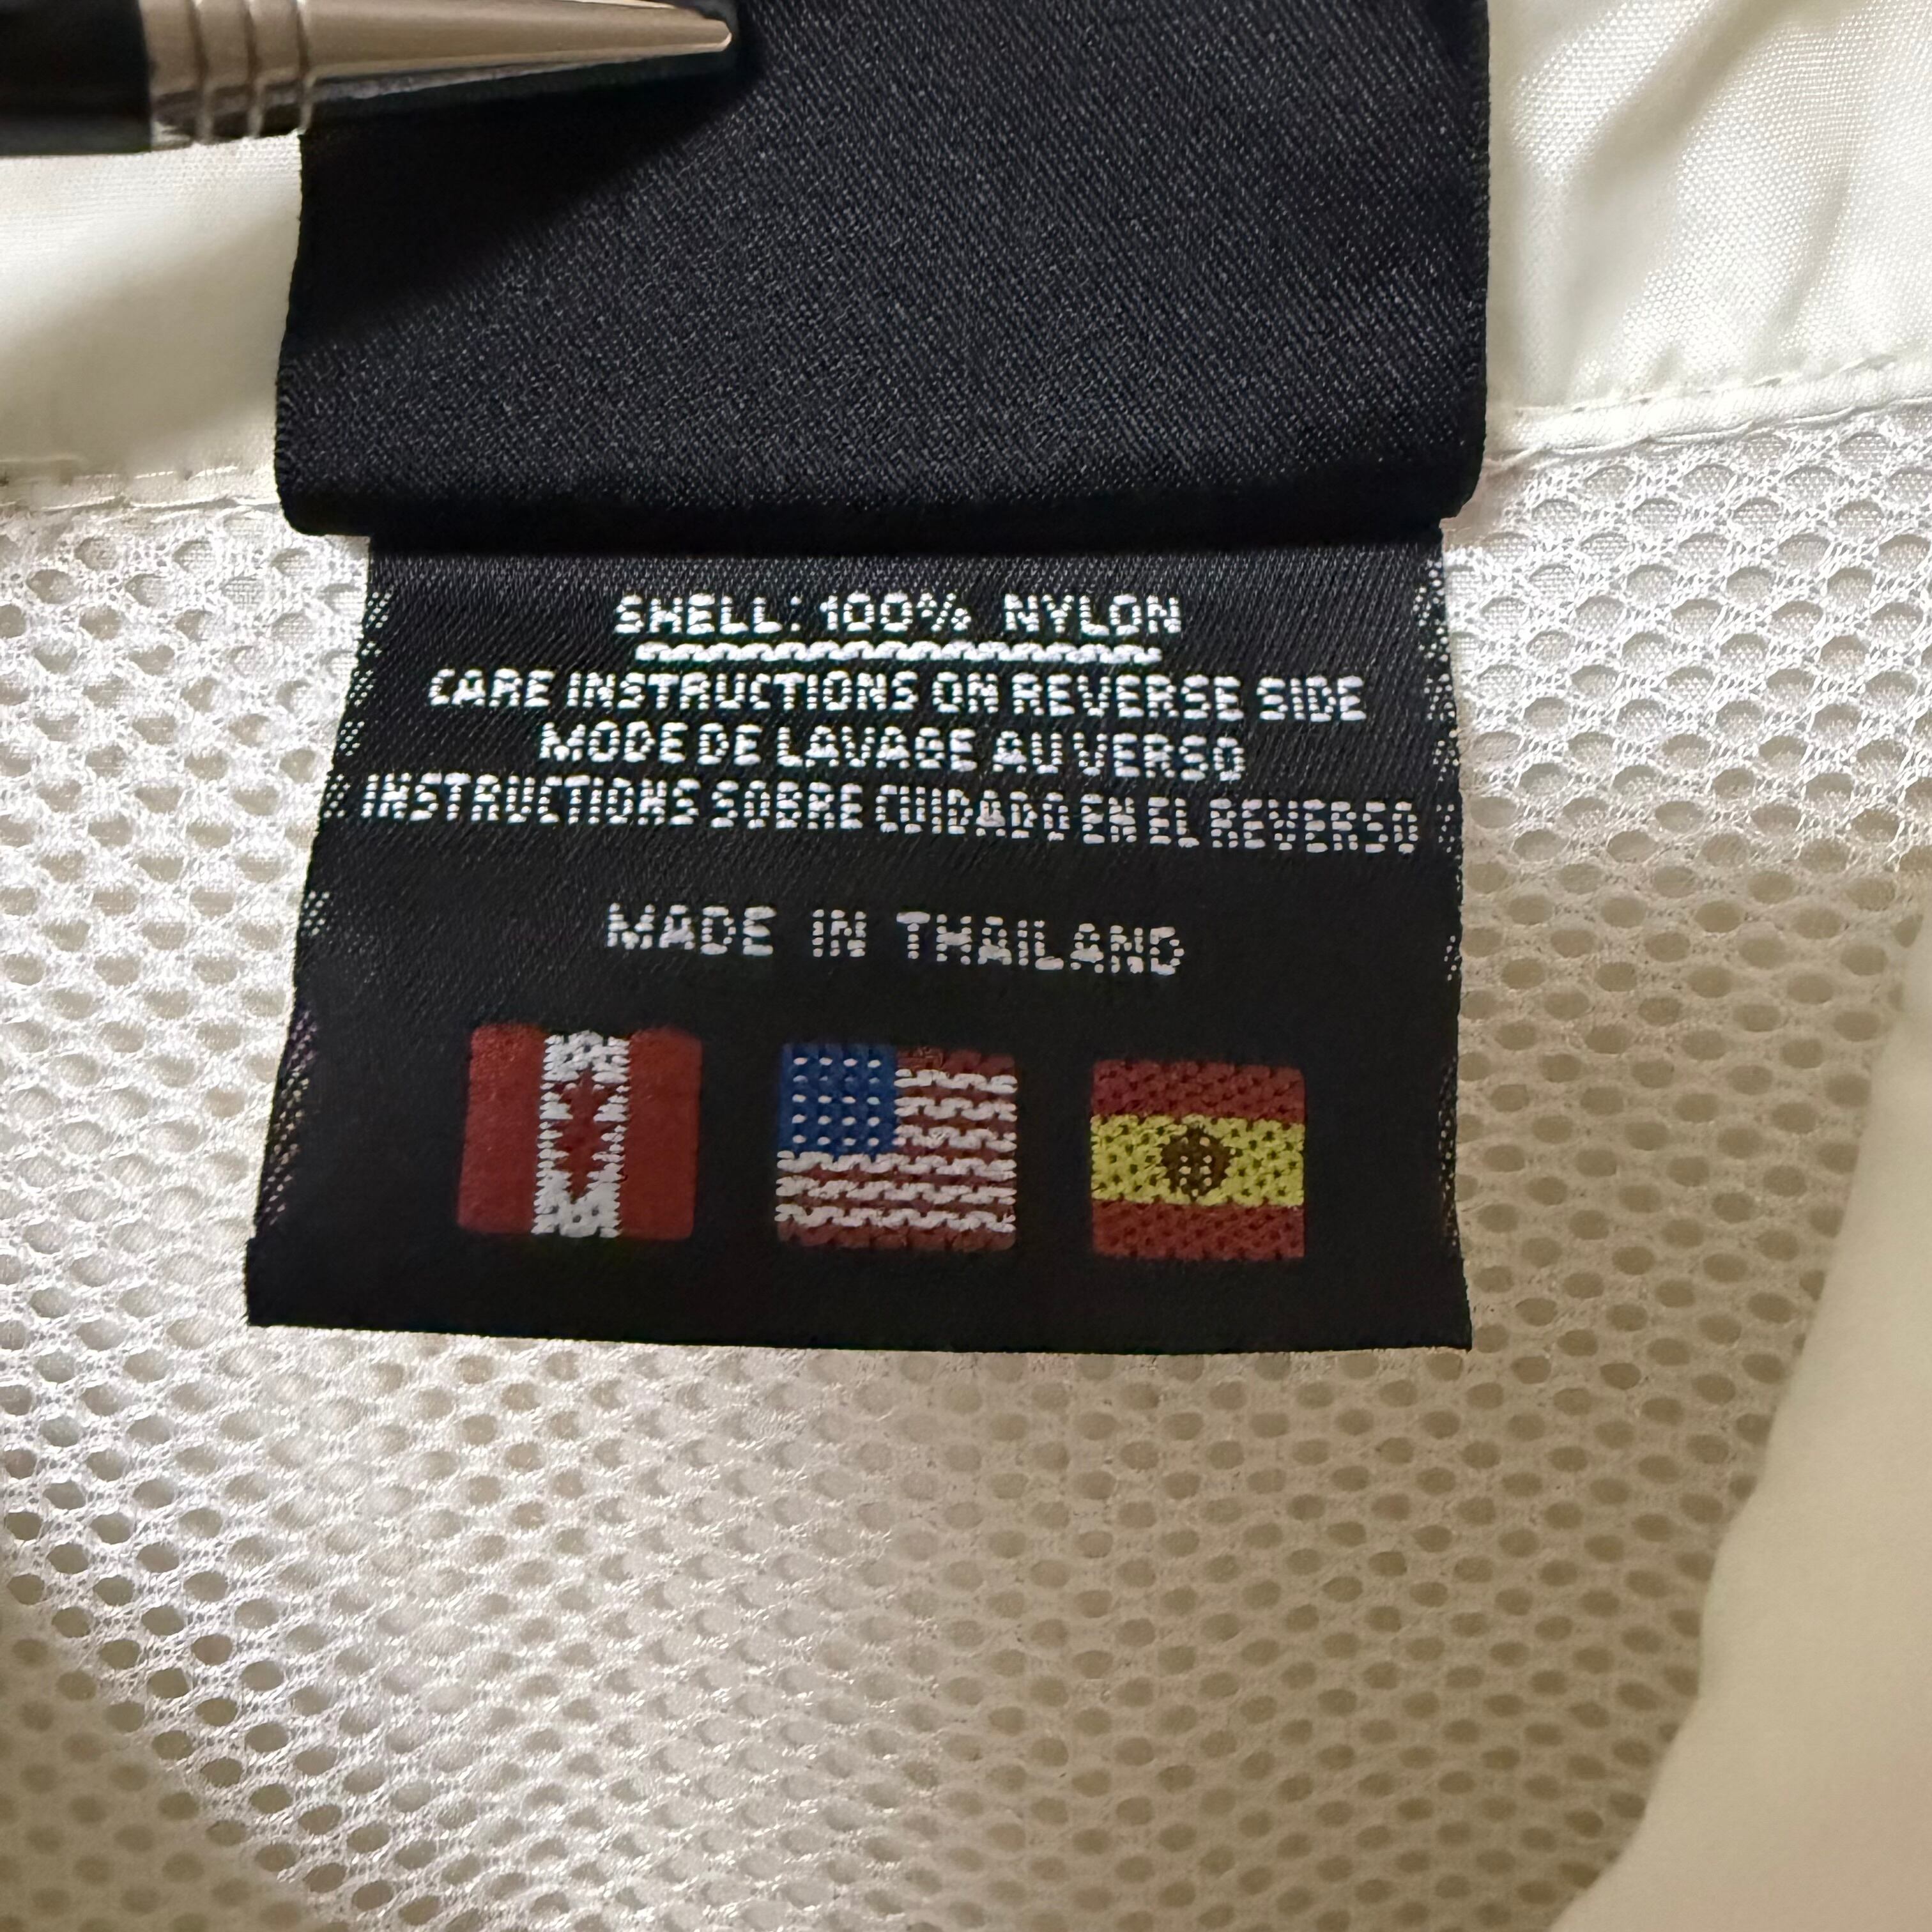 SHELL: 100% NYLON
CARE INSTRUCTIONS ON REVERSE SIDE
MODE DE LAVAGE AU VERSO
INSTRUCTIONS SOBRE CUIDADO EN EL REVERSO
MADE IN THAILAND